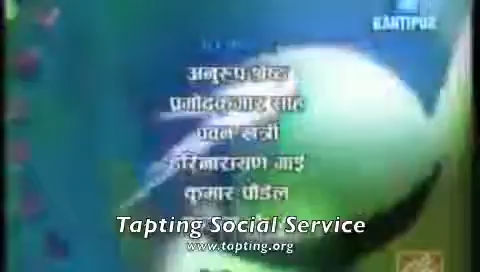 KANTIPUR
अनुरुप श्रेष्ठ
प्रमोदकुमार साह
पवन खत्री
हरिनारायण
कुमार पौडेल
Tapting Social Service
www.tapting.org